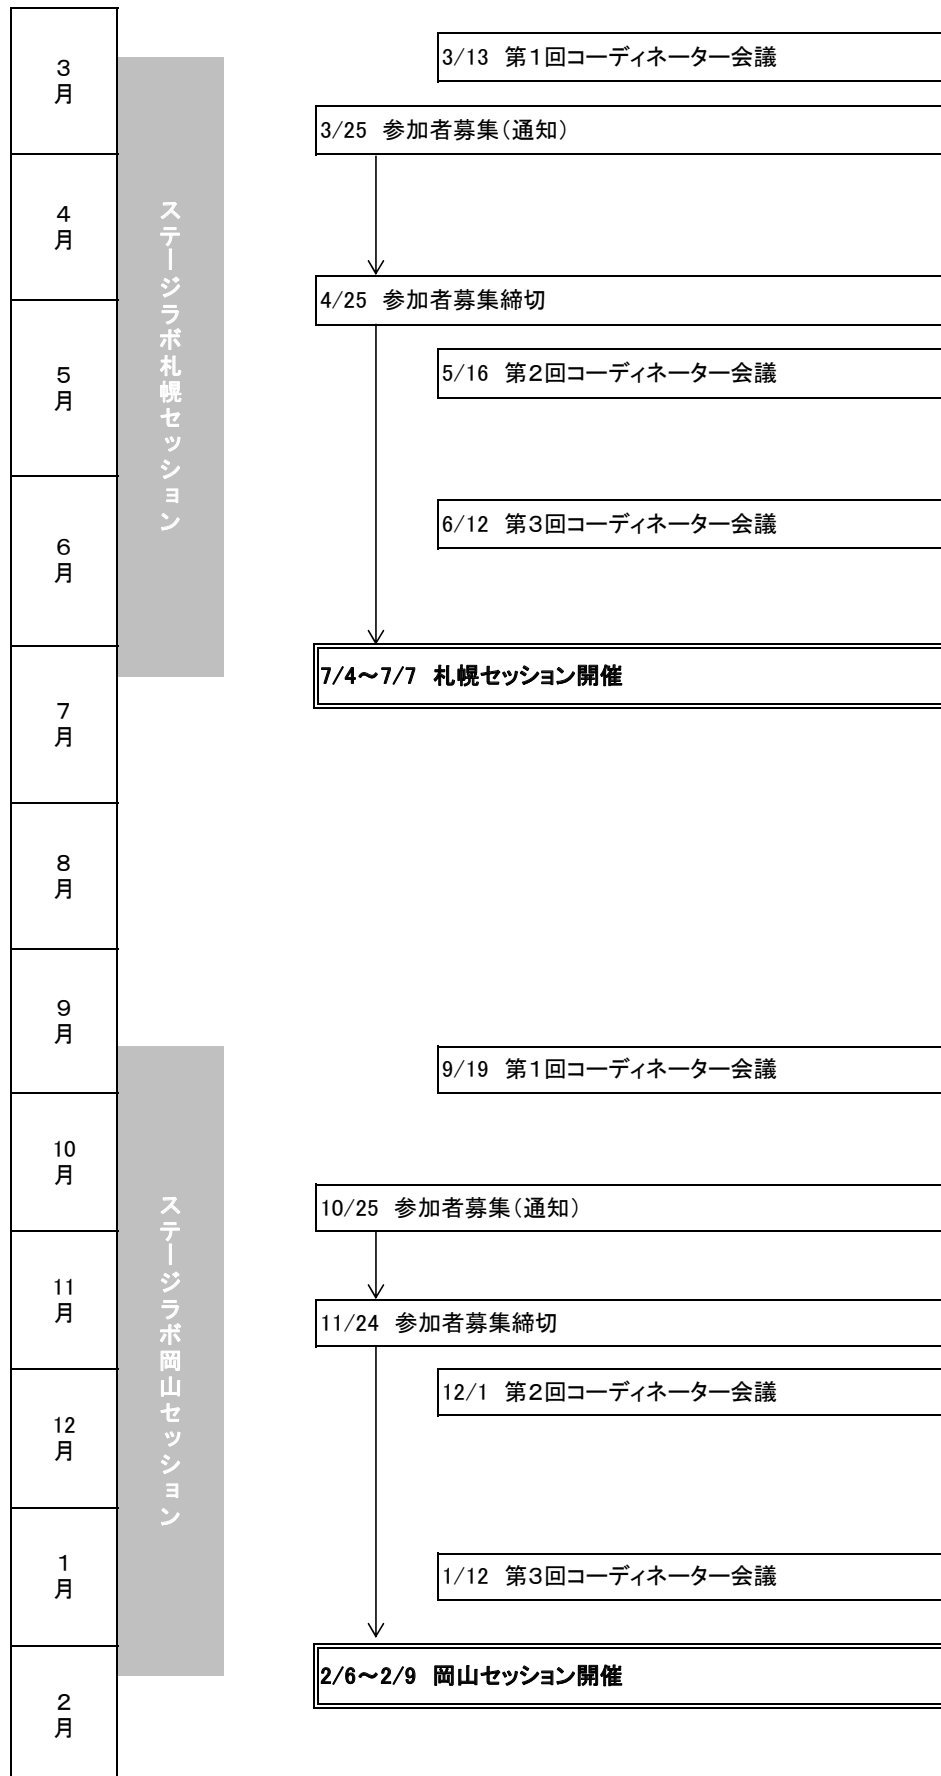 3月
3/13 第1回コーディネーター会議
3/25 参加者募集（通知）
4月
ステージラボ札幌セッション
4/25 参加者募集締切
5月
5/16 第2回コーディネーター会議
6月
6/12 第3回コーディネーター会議
7/4～7/7 札幌セッション開催
7月
8月
9月
9/19 第1回コーディネーター会議
10月
ステージラボ岡山セッション
10/25 参加者募集（通知）
11月
11/24 参加者募集締切
12月
12/1 第2回コーディネーター会議
1月
1/12 第3回コーディネーター会議
2/6～2/9 岡山セッション開催
2月